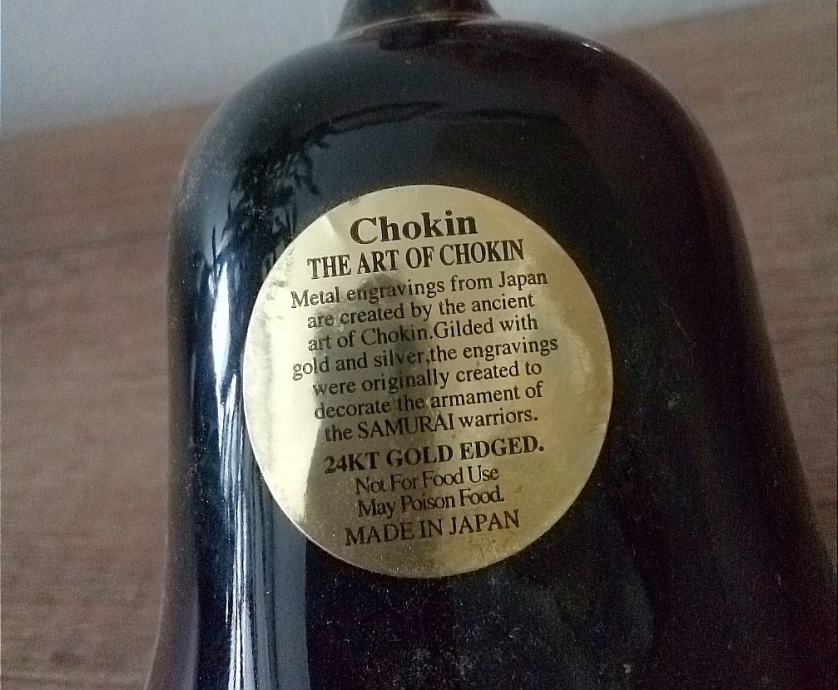 Chokin
THE ART OF CHOKIN
Metal engravings from Japan
are created by the ancient
art of Chokin.Gilded with
gold and silver,the engravings
were originally created to
decorate the armament of
the SAMURAI warriors.
24KT GOLD EDGED.
Not For Food Use
May Poison Food.
MADE IN JAPAN